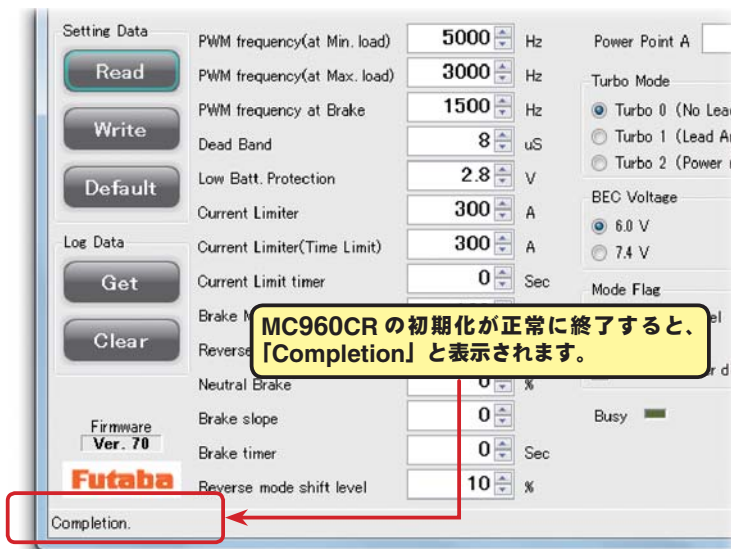 Setting Data
Read
Write
Default
Log Data
Get
Clear
Firmware
Ver. 70
Futaba
PWM frequency(at Min. load) 5000 Hz
PWM frequency(at Max. load) 3000 Hz
PWM frequency at Brake 1500 Hz
Dead Band 8 uS
Low Batt. Protection 2.8 V
Current Limiter 300 A
Current Limiter(Time Limit) 300 A
Current Limit timer 0 Sec
Brake
Reverse
Neutral Brake 0 %
Brake slope 0
Brake timer 0 Sec
Reverse mode shift level 10 %
Power Point A
Turbo Mode
Turbo 0 (No
Turbo 1 (Lead
Turbo 2 (Power
BEC Voltage
6.0 V
7.4 V
Mode Flag
Busy
MC960CR の初期化が正常に終了すると、
「Completion」と表示されます。
Completion.